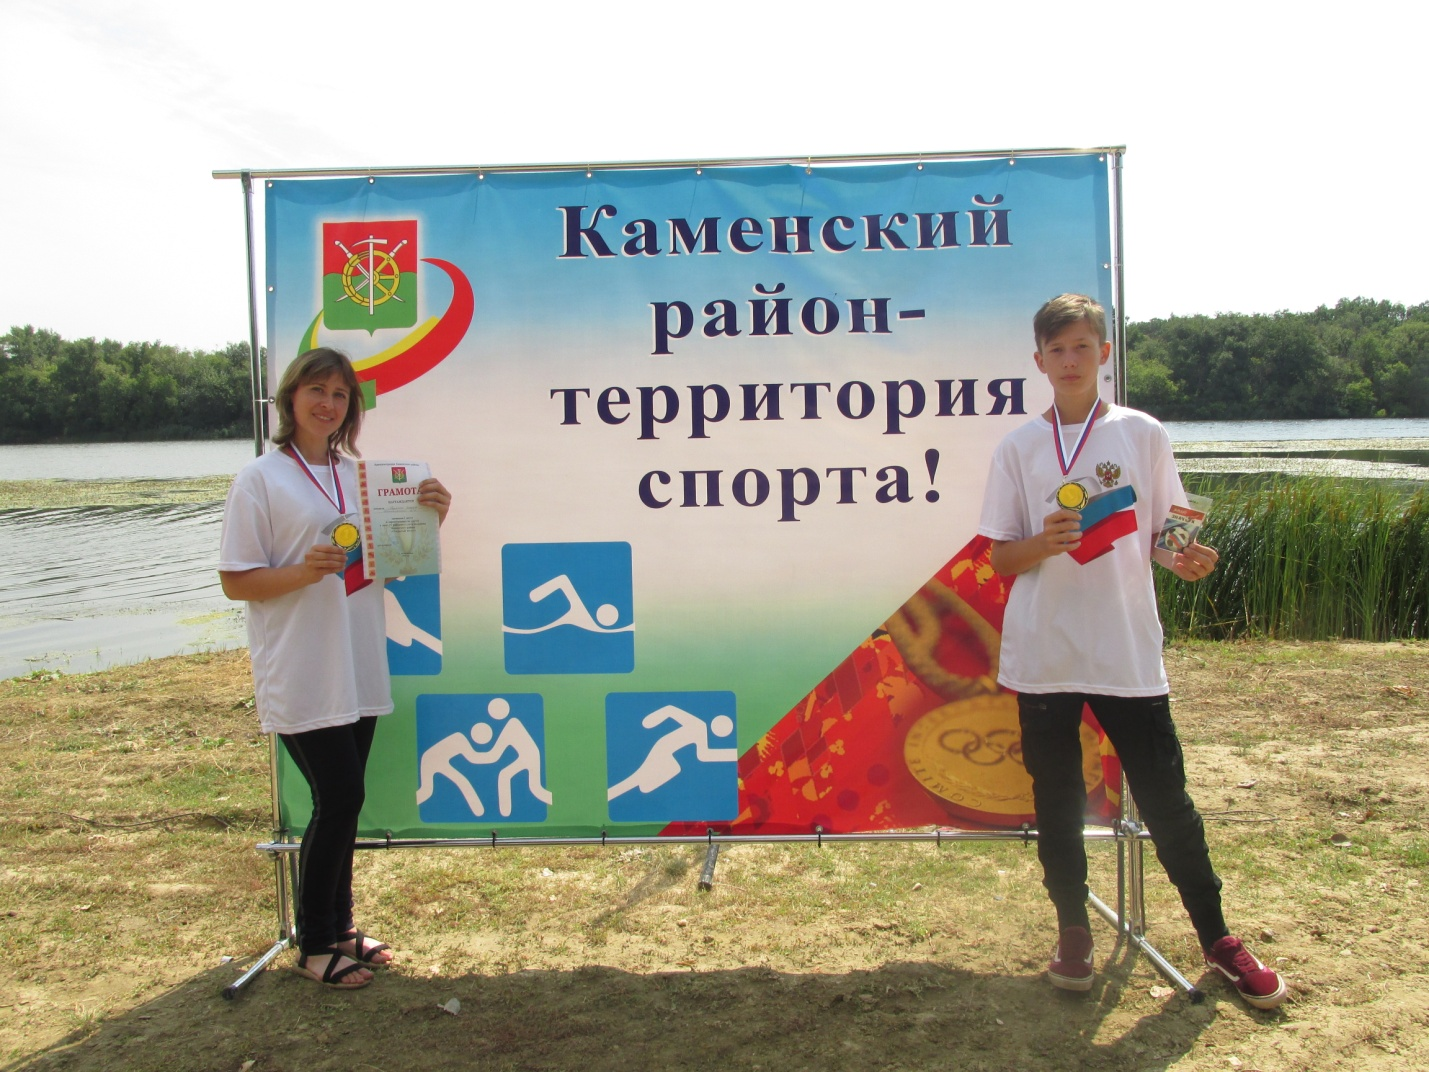 Каменский
район-
территория
спорта!
ГРАМОТА